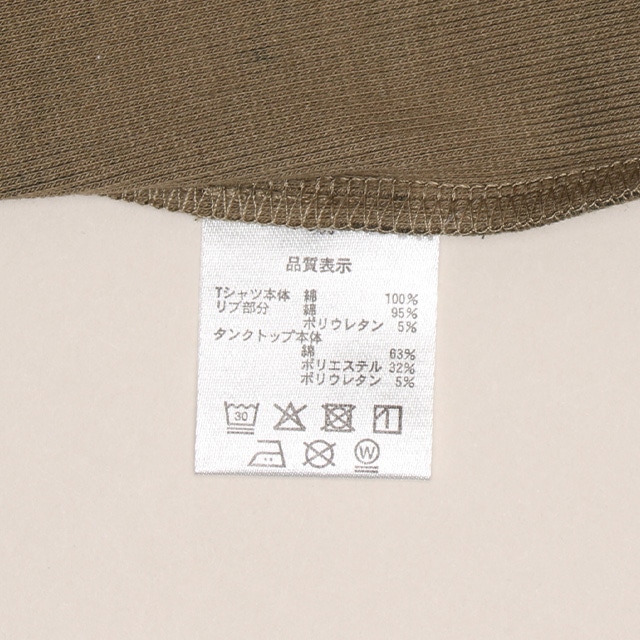 品質表示
Tシャツ本体 綿 100%
リブ部分 綿 95%
ポリウレタン 5%
タンクトップ本体
綿 63%
ポリエステル 32%
ポリウレタン 5%
30
W